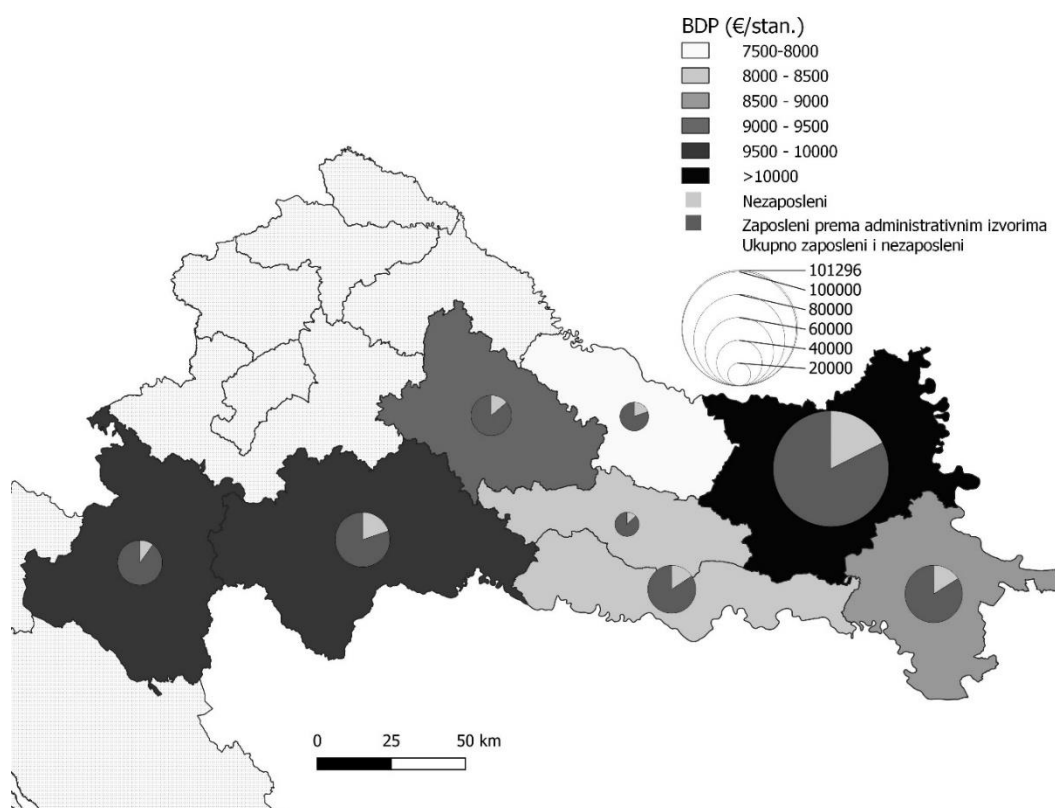 BDP (€/stan.)
7500-8000
8000 - 8500
8500 - 9000
9000 - 9500
9500 - 10000
>10000
Nezaposleni
Zaposleni prema administrativnim izvorima
Ukupno zaposleni i nezaposleni
101296
100000
80000
60000
40000
20000
0 25 50 km